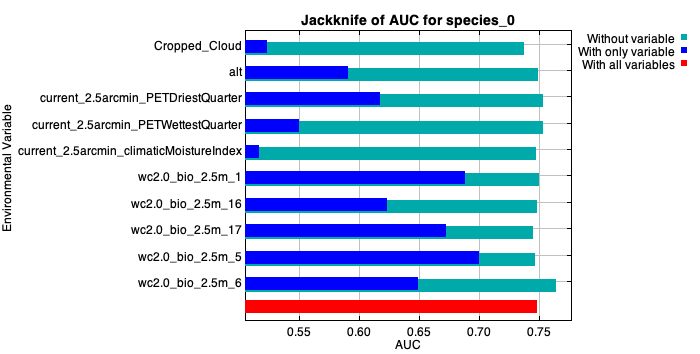 Jackknife of AUC for species_0
Without variable
With only variable
With all variables
Environmental Variable
Cropped_Cloud
alt
current_2.5arcmin_PETDriestQuarter
current_2.5arcmin_PETWettestQuarter
current_2.5arcmin_climaticMoistureIndex
wc2.0_bio_2.5m_1
wc2.0_bio_2.5m_16
wc2.0_bio_2.5m_17
wc2.0_bio_2.5m_5
wc2.0_bio_2.5m_6
0.55 0.60 0.65 0.70 0.75
AUC